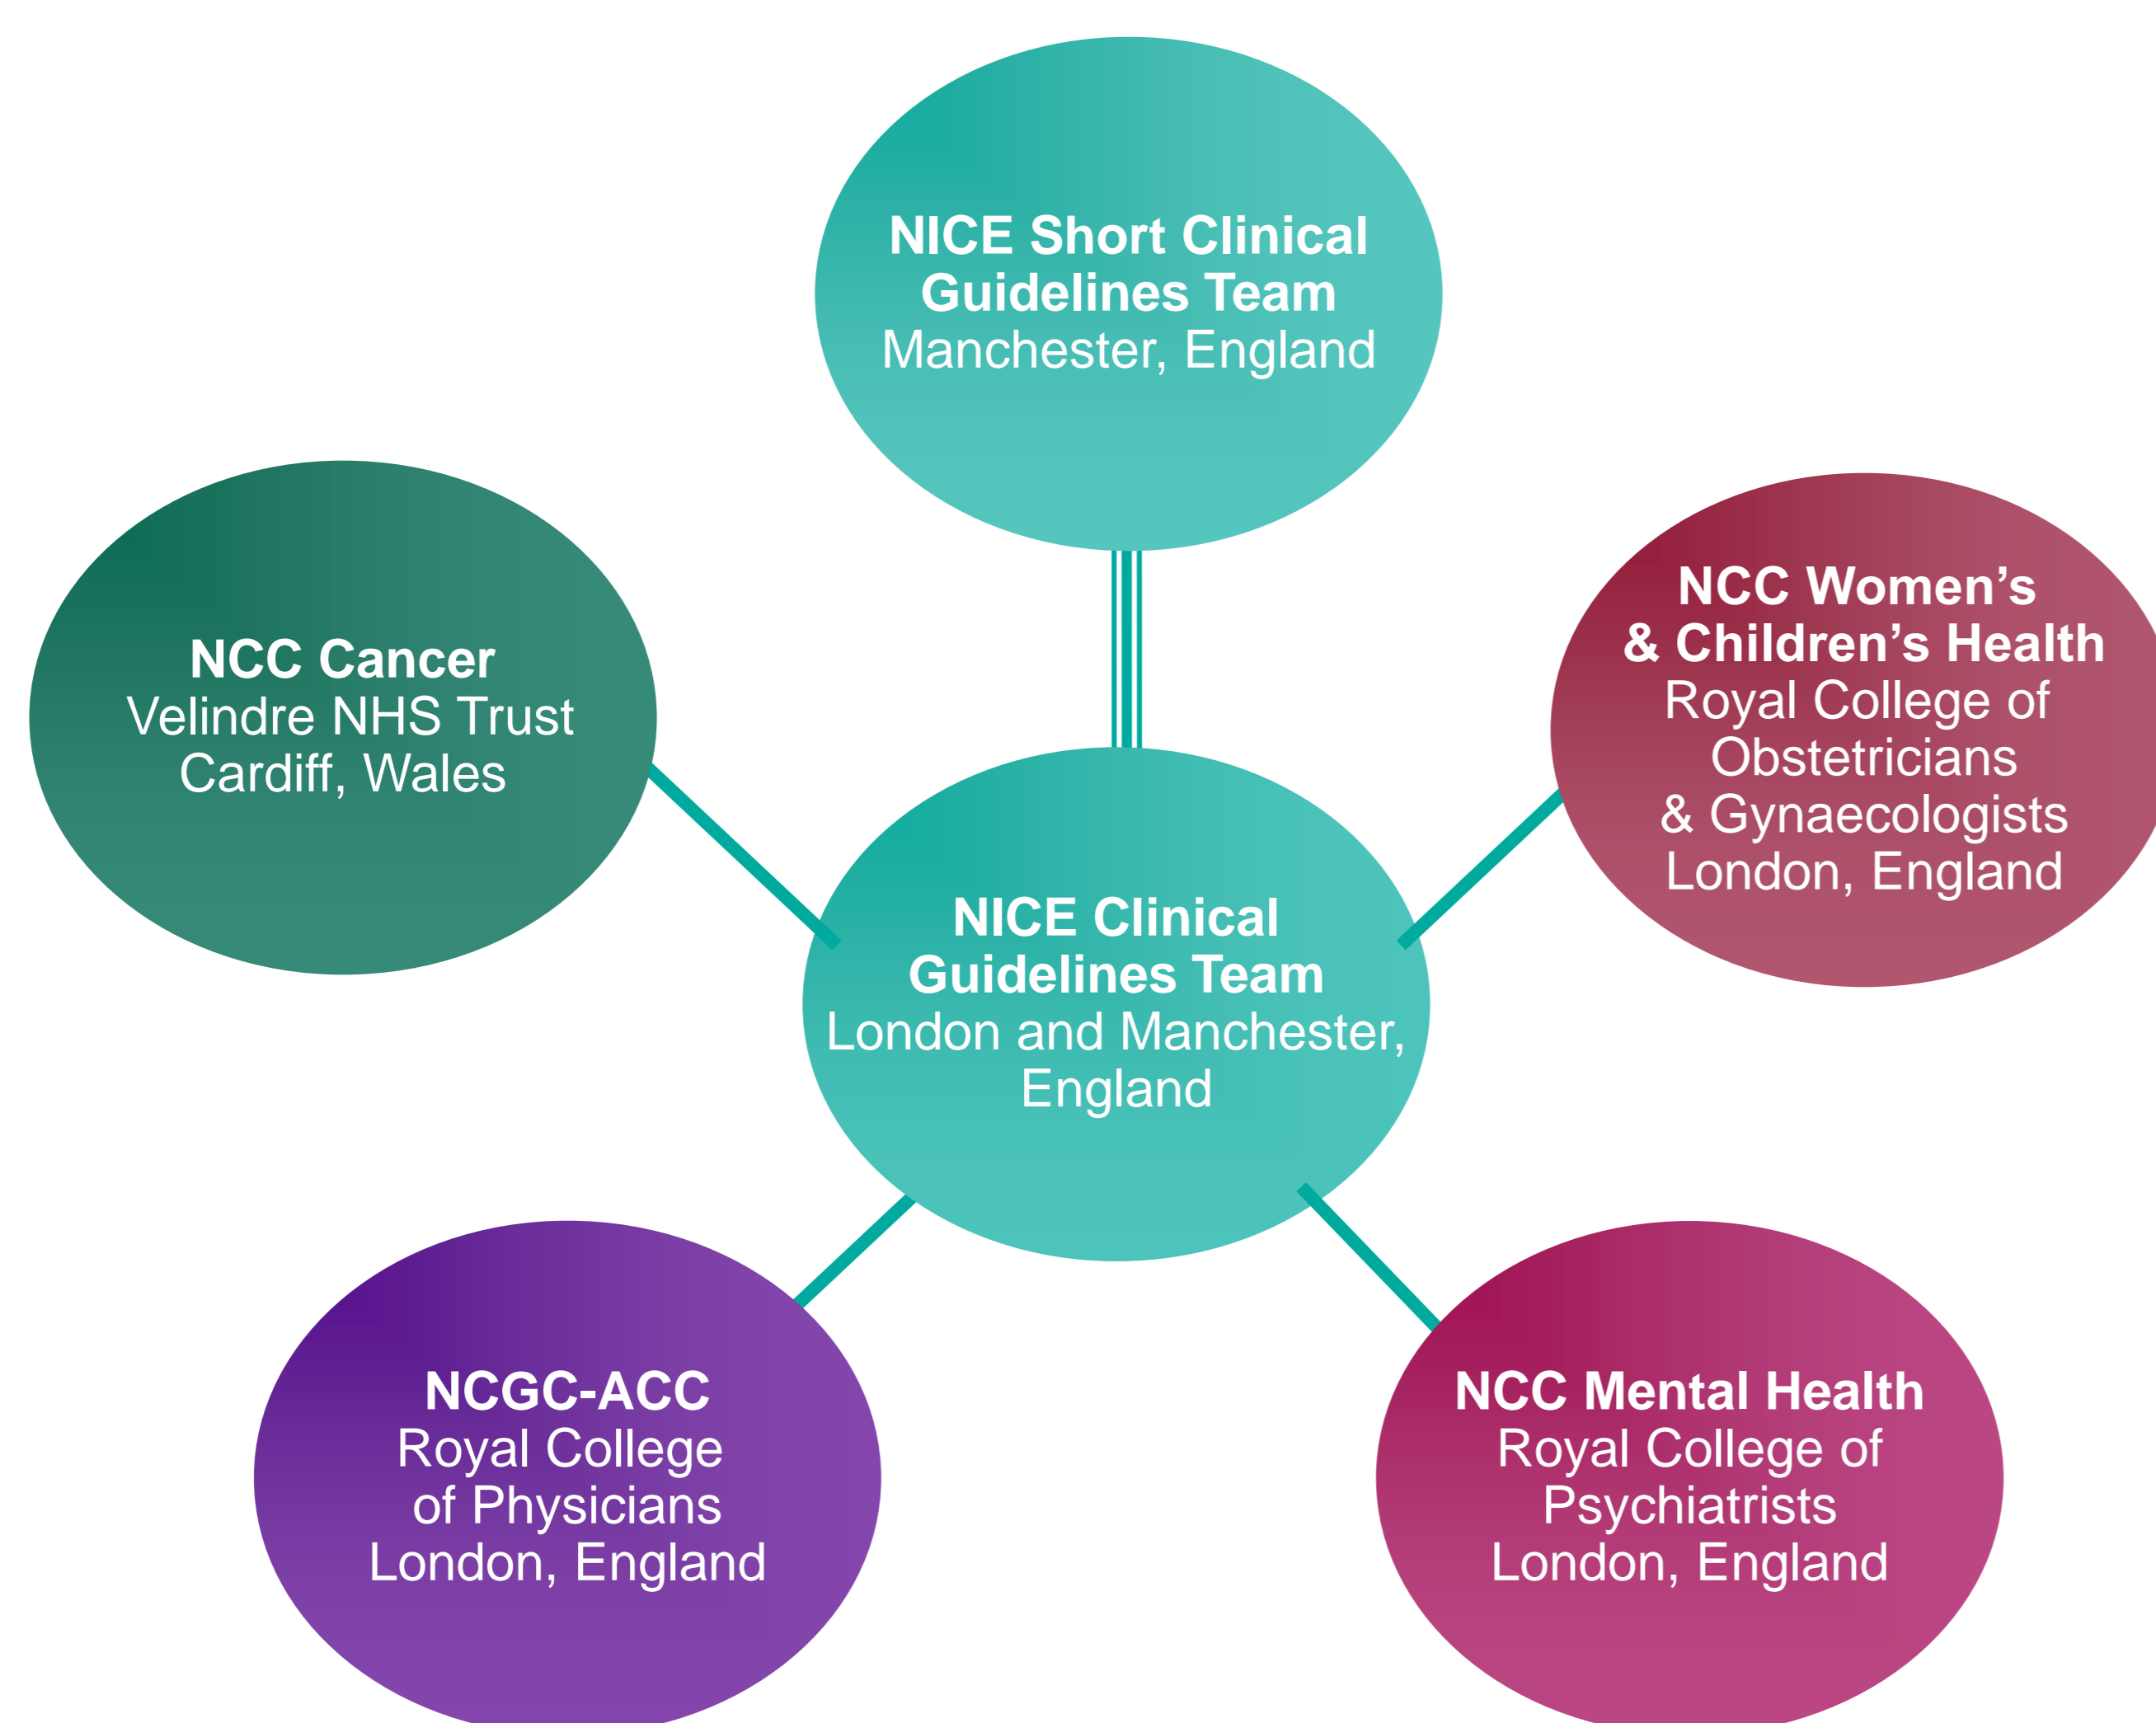 NICE Short Clinical
Guidelines Team
Manchester, England
NCC Cancer
Velindre NHS Trust
Cardiff, Wales
NCC Women’s
& Children’s Health
Royal College of
Obstetricians
& Gynaecologists
London, England
NICE Clinical
Guidelines Team
London and Manchester,
England
NCGC-ACC
Royal College
of Physicians
London, England
NCC Mental Health
Royal College of
Psychiatrists
London, England